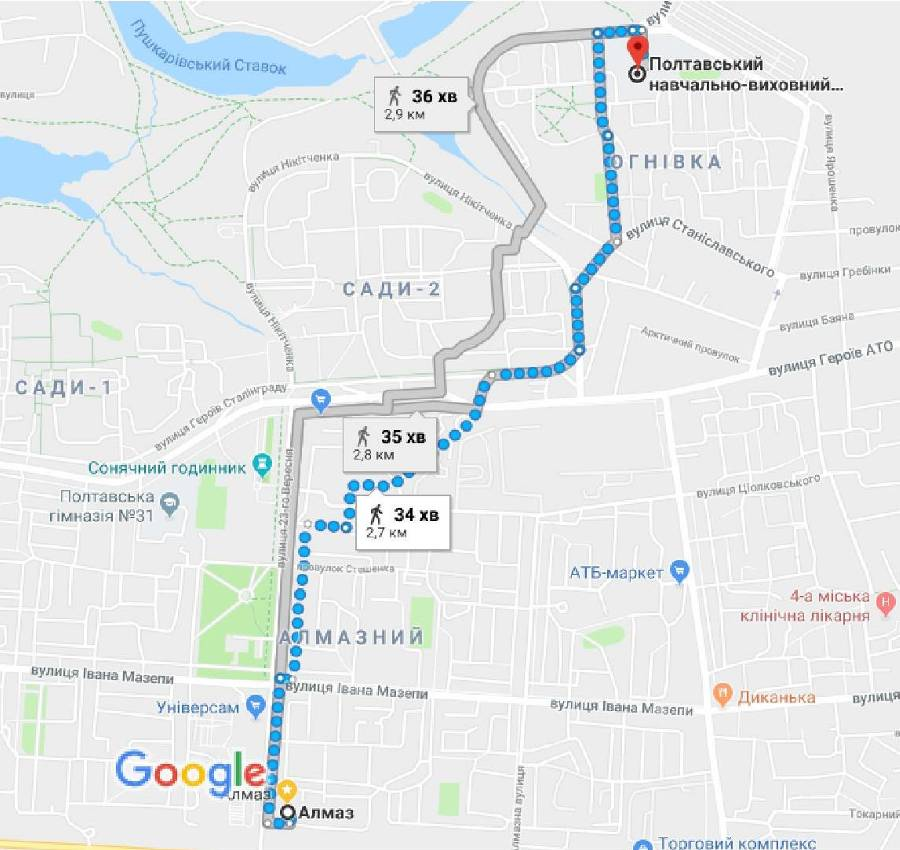 вули
Пушкарівський Ставок
вулиця
36 хв
2,9 км
Полтавський
навчально-виховний...
вулиця Нікітченка
вулиця Нікітченка
ОГНІВКА
вулиця Ярошенка
вулиця Станіславського
провулок
вулиця Гребінки
САДИ-2
вулиця Нікітченка
вулиця Баяна
Арктичний провулок
вулиця Героїв АТО
САДИ-1
вулиця Героїв Сталінграду
35 хв
2,8 км
Сонячний годинник
Полтавська
гімназія №31
вулиця 23-го Вересня
34 хв
2,7 км
вулиця Ціолковського
провулок Стешенка
АТБ-маркет
4-а міська
клінічна лікарня
АЛМАЗНИЙ
вулиця Івана Мазепи
вулиця Івана Мазепи
вулиця Івана Мазепи
Диканька
вулиця
Універсам
Google
лмаз
Алмаз
Алмазна вулиця
Токарний
Торговий комплекс